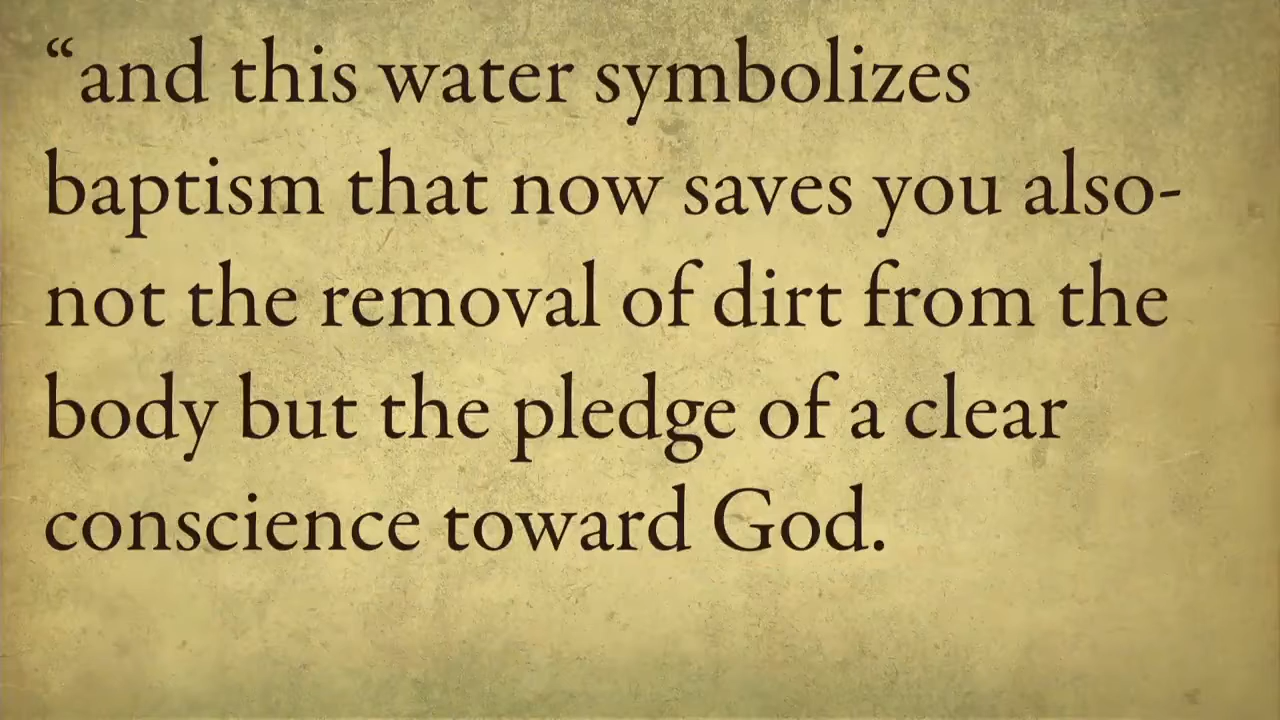 “and this water symbolizes
baptism that now saves you also-
not the removal of dirt from the
body but the pledge of a clear
conscience toward God.